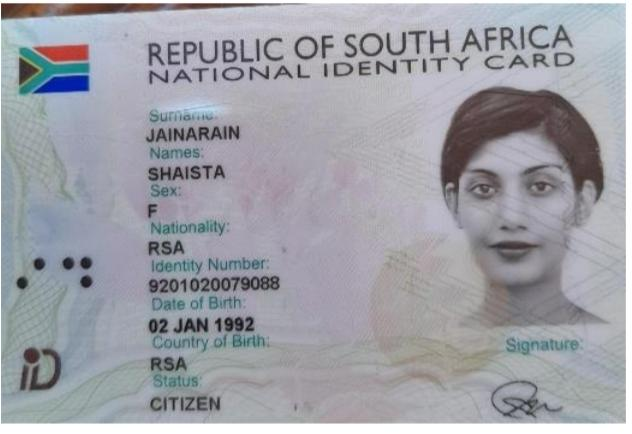 REPUBLIC OF SOUTH AFRICA
NATIONAL IDENTITY CARD
Surname:
JAINARAIN
Names:
SHAISTA
Sex:
F
Nationality:
RSA
Identity Number:
9201020079088
Date of Birth:
02 JAN 1992
Country of Birth:
RSA
Status:
CITIZEN
Signature:
iD